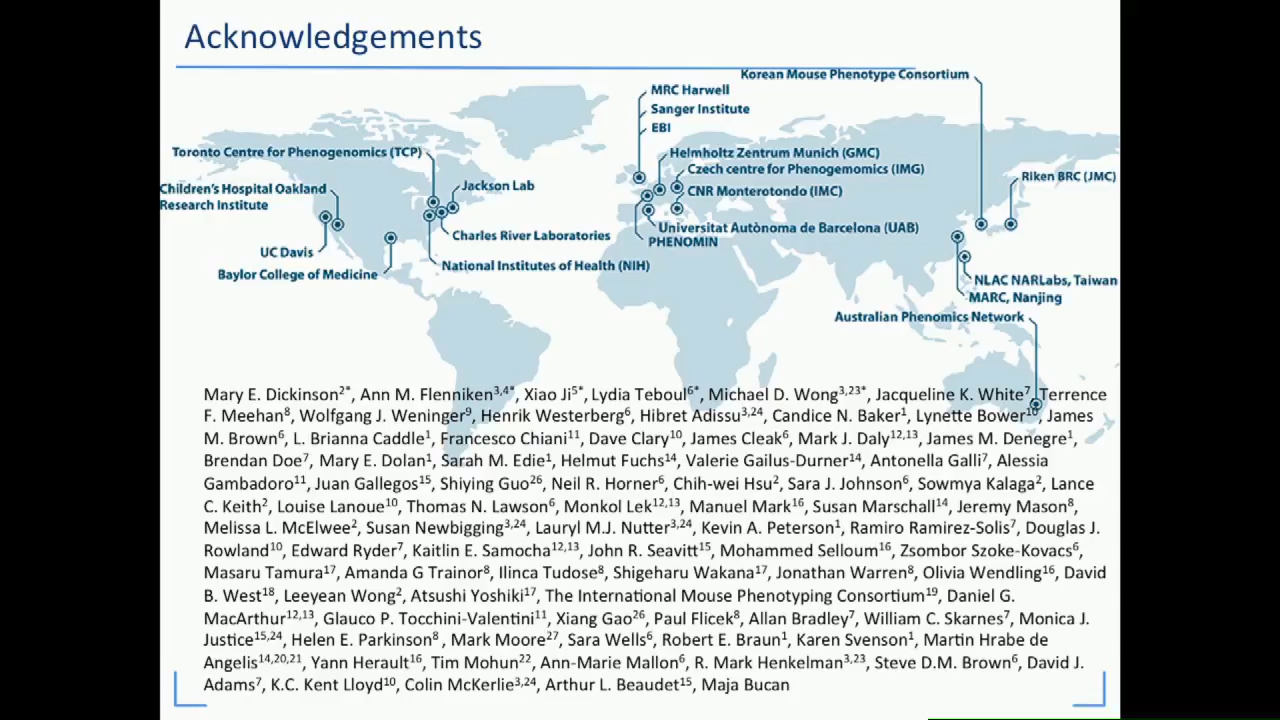 Acknowledgements
Korean Mouse Phenotype Consortium
MRC Harwell
Sanger Institute
EBI
Toronto Centre for Phenogenomics (TCP)
Helmholtz Zentrum Munich (GMC)
Czech centre for Phenogemomics (IMG)
Riken BRC (JMC)
Children's Hospital Oakland
Research Institute
Jackson Lab
CNR Monterotondo (IMC)
Charles River Laboratories
Universitat Autònoma de Barcelona (UAB)
PHENOMIN
UC Davis
Baylor College of Medicine
National Institutes of Health (NIH)
NLAC NARLabs, Taiwan
MARC, Nanjing
Australian Phenomics Network
Mary E. Dickinson2*, Ann M. Flenniken3,4*, Xiao Ji5*, Lydia Teboul6*, Michael D. Wong3,23*, Jacqueline K. White7, Terrence
F. Meehan8, Wolfgang J. Weninger9, Henrik Westerberg6, Hibret Adissu3,24, Candice N. Baker1, Lynette Bower10, James
M. Brown6, L. Brianna Caddle1, Francesco Chiani11, Dave Clary10, James Cleak6, Mark J. Daly12,13, James M. Denegre1,
Brendan Doe7, Mary E. Dolan1, Sarah M. Edie1, Helmut Fuchs14, Valerie Gailus-Durner14, Antonella Galli7, Alessia
Gambadoro11, Juan Gallegos15, Shiying Guo26, Neil R. Horner6, Chih-wei Hsu2, Sara J. Johnson6, Sowmya Kalaga2, Lance
C. Keith2, Louise Lanoue10, Thomas N. Lawson6, Monkol Lek12,13, Manuel Mark16, Susan Marschall14, Jeremy Mason8,
Melissa L. McElwee2, Susan Newbigging3,24, Lauryl M.J. Nutter3,24, Kevin A. Peterson1, Ramiro Ramirez-Solis7, Douglas J.
Rowland10, Edward Ryder7, Kaitlin E. Samocha12,13, John R. Seavitt15, Mohammed Selloum16, Zsombor Szoke-Kovacs6,
Masaru Tamura17, Amanda G Trainor8, Ilinca Tudose8, Shigeharu Wakana17, Jonathan Warren8, Olivia Wendling16, David
B. West18, Leeyean Wong2, Atsushi Yoshiki17, The International Mouse Phenotyping Consortium19, Daniel G.
MacArthur12,13, Glauco P. Tocchini-Valentini11, Xiang Gao26, Paul Flicek8, Allan Bradley7, William C. Skarnes7, Monica J.
Justice15,24, Helen E. Parkinson8, Mark Moore27, Sara Wells6, Robert E. Braun1, Karen Svenson1, Martin Hrabe de
Angelis14,20,21, Yann Herault16, Tim Mohun22, Ann-Marie Mallon6, R. Mark Henkelman3,23, Steve D.M. Brown6, David J.
Adams7, K.C. Kent Lloyd10, Colin McKerlie3,24, Arthur L. Beaudet15, Maja Bucan